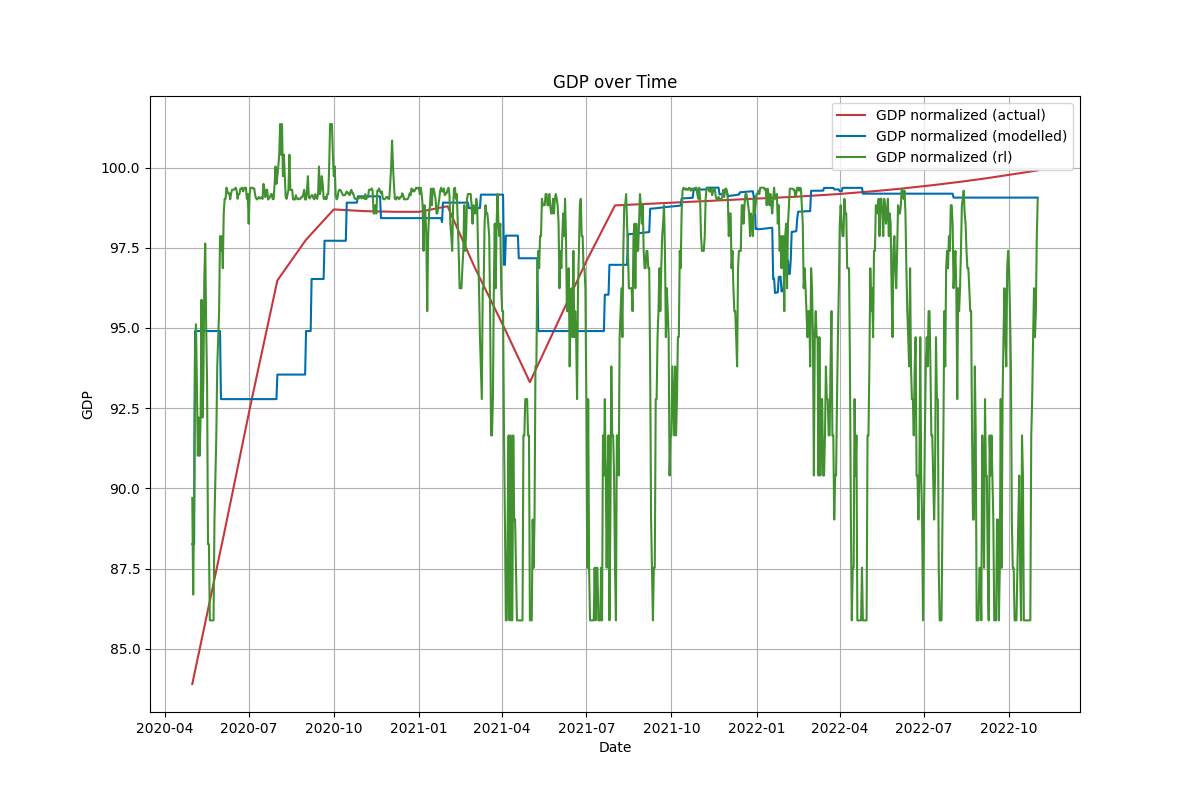 GDP over Time
GDP normalized (actual)
GDP normalized (modelled)
GDP normalized (rl)
100.0
97.5
95.0
92.5
90.0
87.5
85.0
GDP
2020-04 2020-07 2020-10 2021-01 2021-04 2021-07 2021-10 2022-01 2022-04 2022-07 2022-10
Date